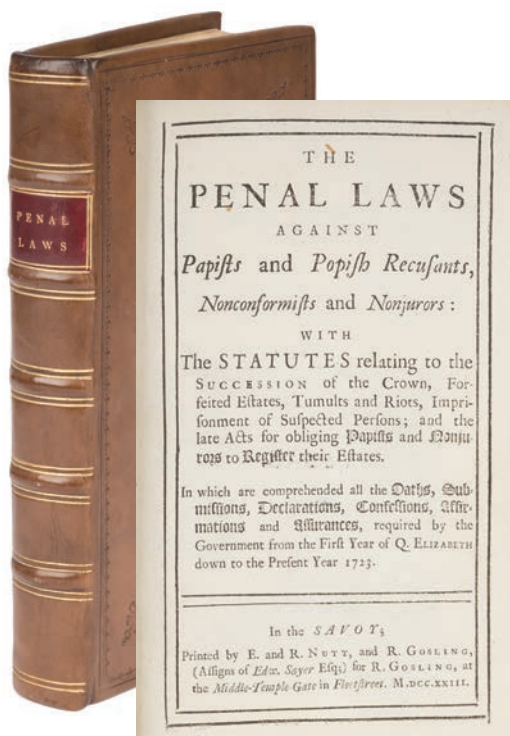 PENAL
LAWS
THE
PENAL LAWS
AGAINST
Papiſts and Popiſh Recuſants,
Nonconformiſts and Nonjurors :
WITH
The STATUTES relating to the
SUCCESSION of the Crown, For-
feited Eſtates, Tumults and Riots, Impri-
ſonment of Suſpected Perſons; and the
late Acts for obliging Papiſts and Nonju-
rors to Regiſter their Eſtates.
In which are comprehended all the Oaths, Sub-
miſſions, Declarations, Confeſſions, Affir-
mations and Aſſurances, required by the
Government from the Firſt Year of Q. ELIZABETH
down to the Preſent Year 1723.
In the SAVOY;
Printed by E. and R. NUTT, and R. GOSLING,
(Aſſigns of Edw. Sayer Eſq;) for R. GOSLING, at
the Middle-Temple-Gate in Fleetſtreet. M.DCC.XXIII.